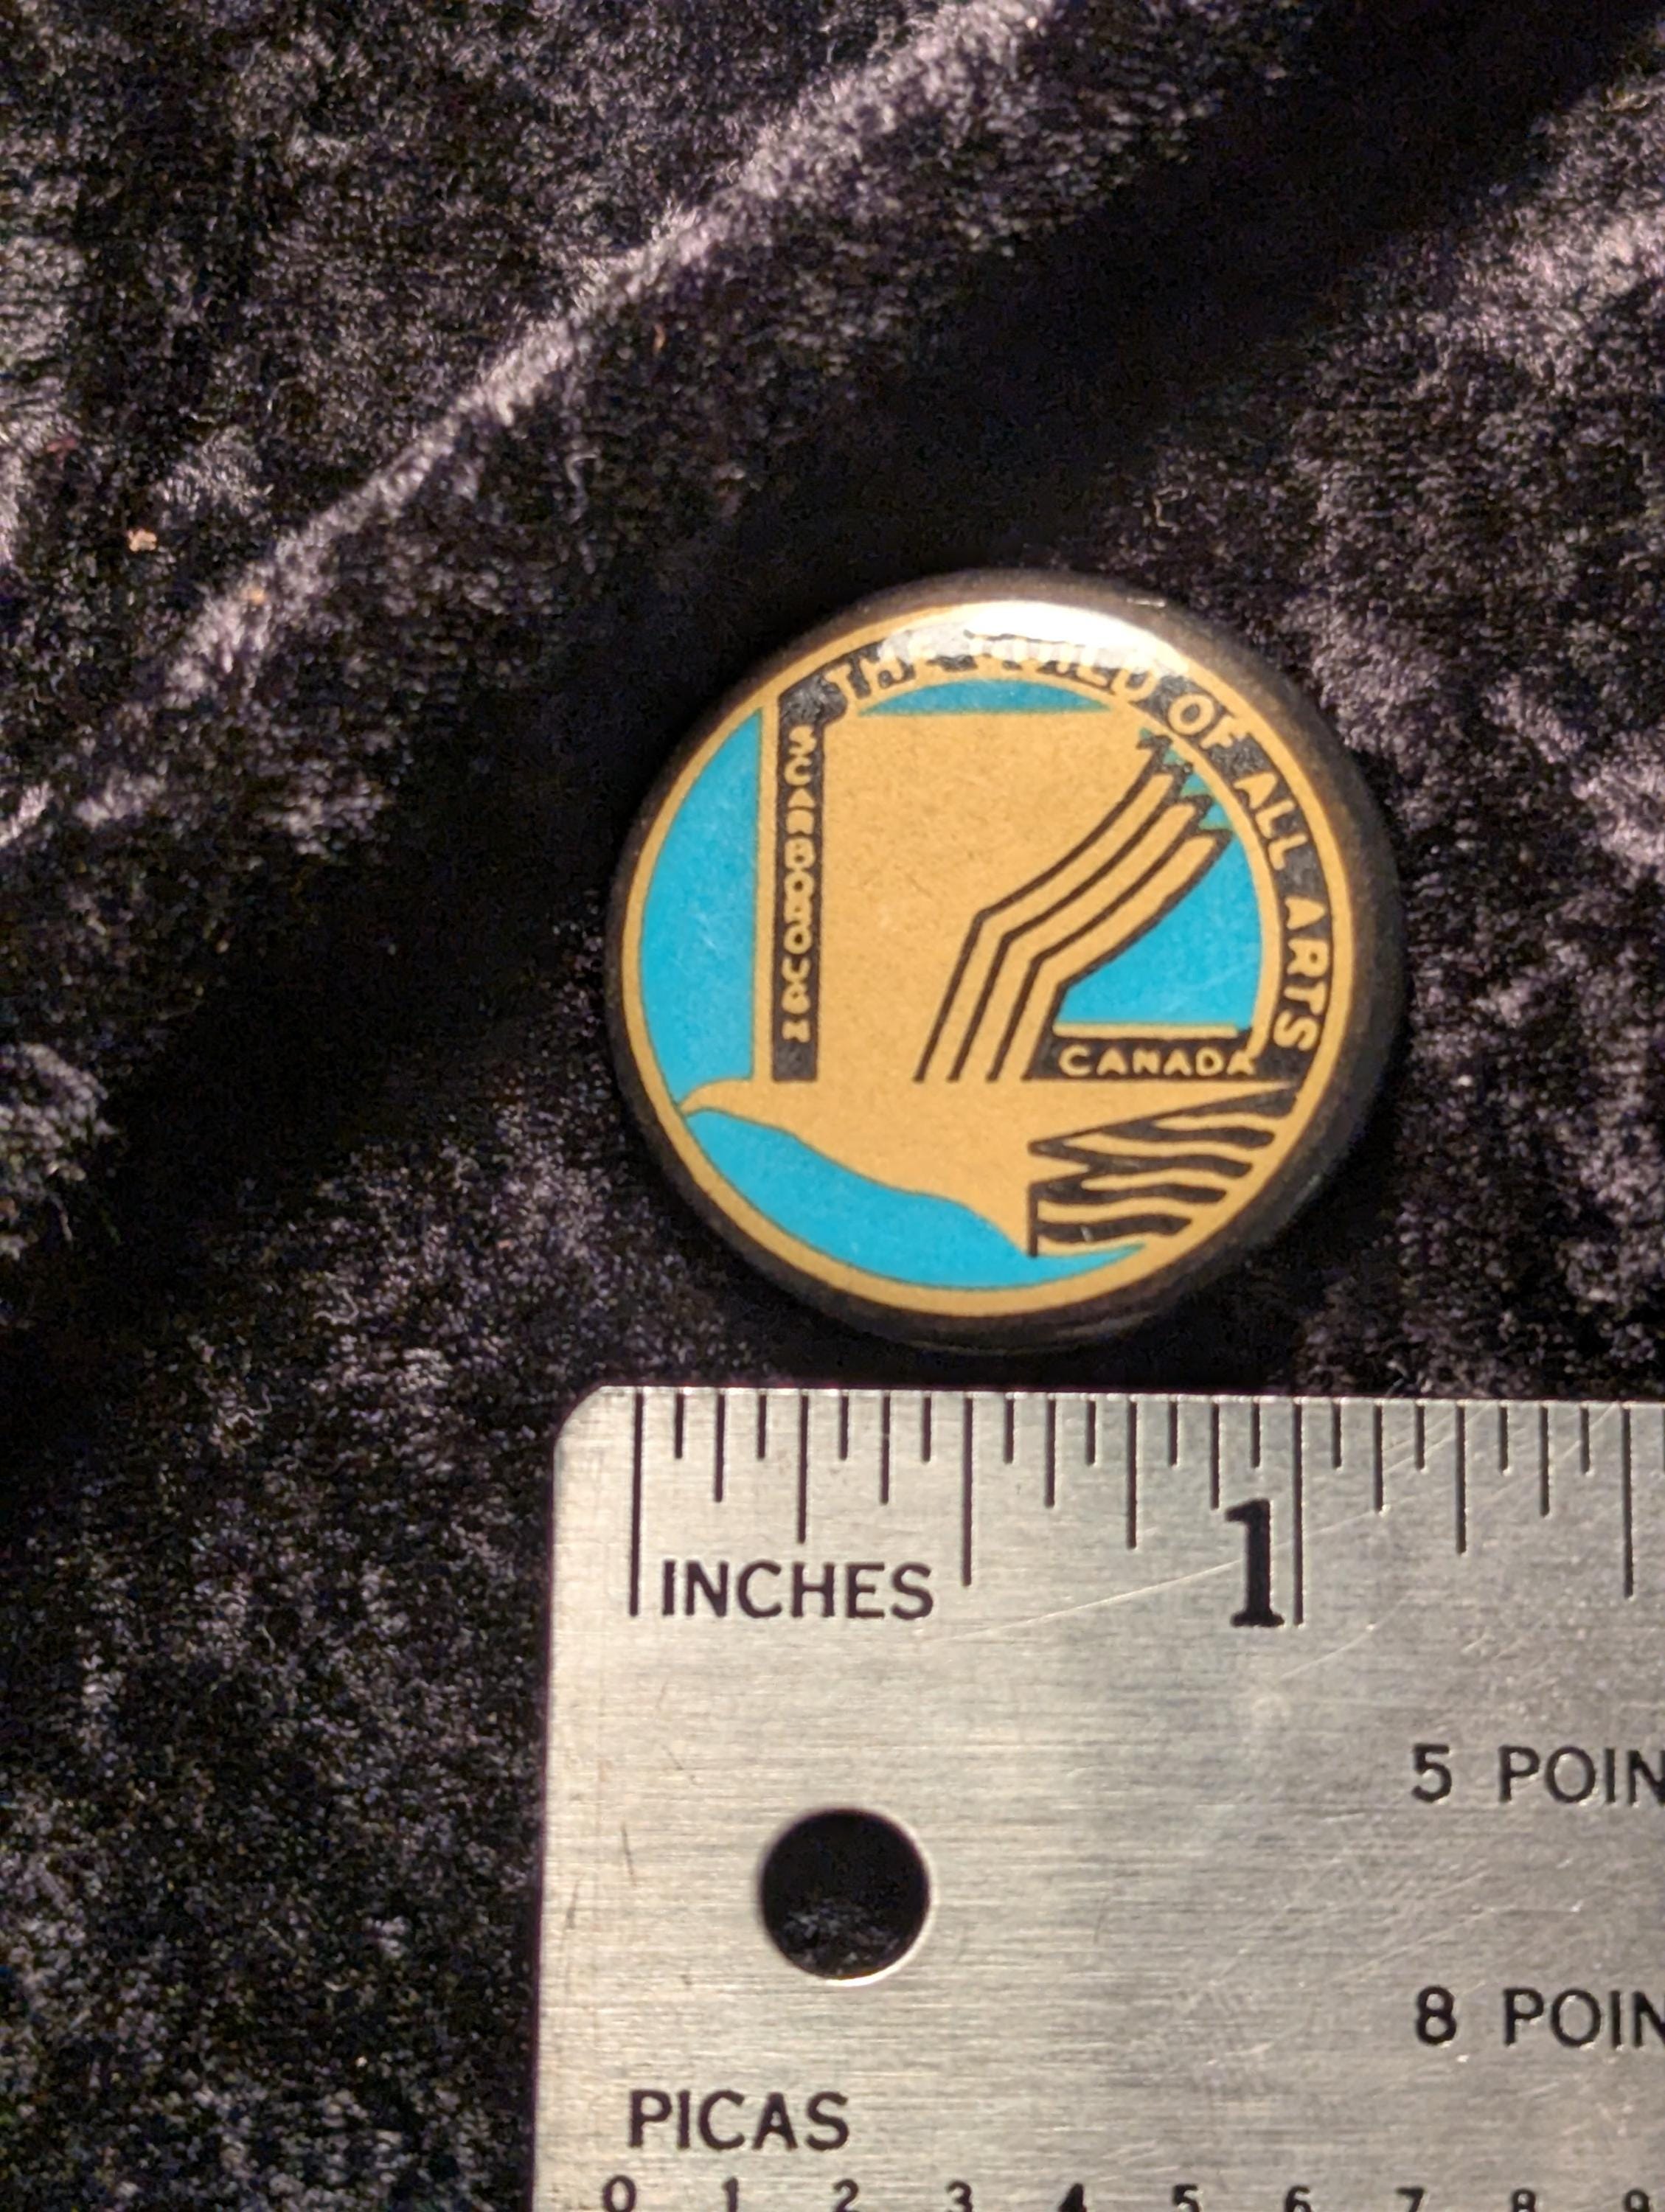 THE GUILD OF ALL ARTS
SCARBOROUGH
CANADA
INCHES
1
5 POIN
8 POIN
PICAS
0 1 2 3 4 5 6 7 8 9